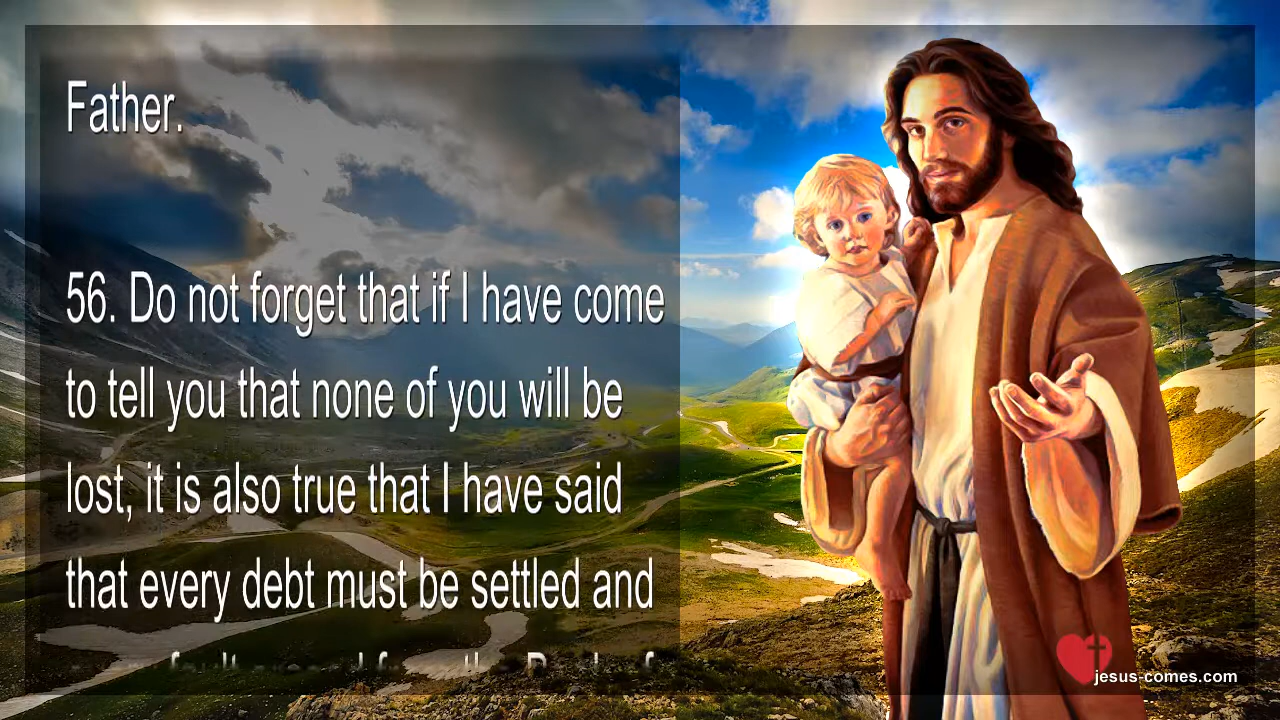 Father.
56. Do not forget that if I have come
to tell you that none of you will be
lost, it is also true that I have said
that every debt must be settled and
jesus-comes.com